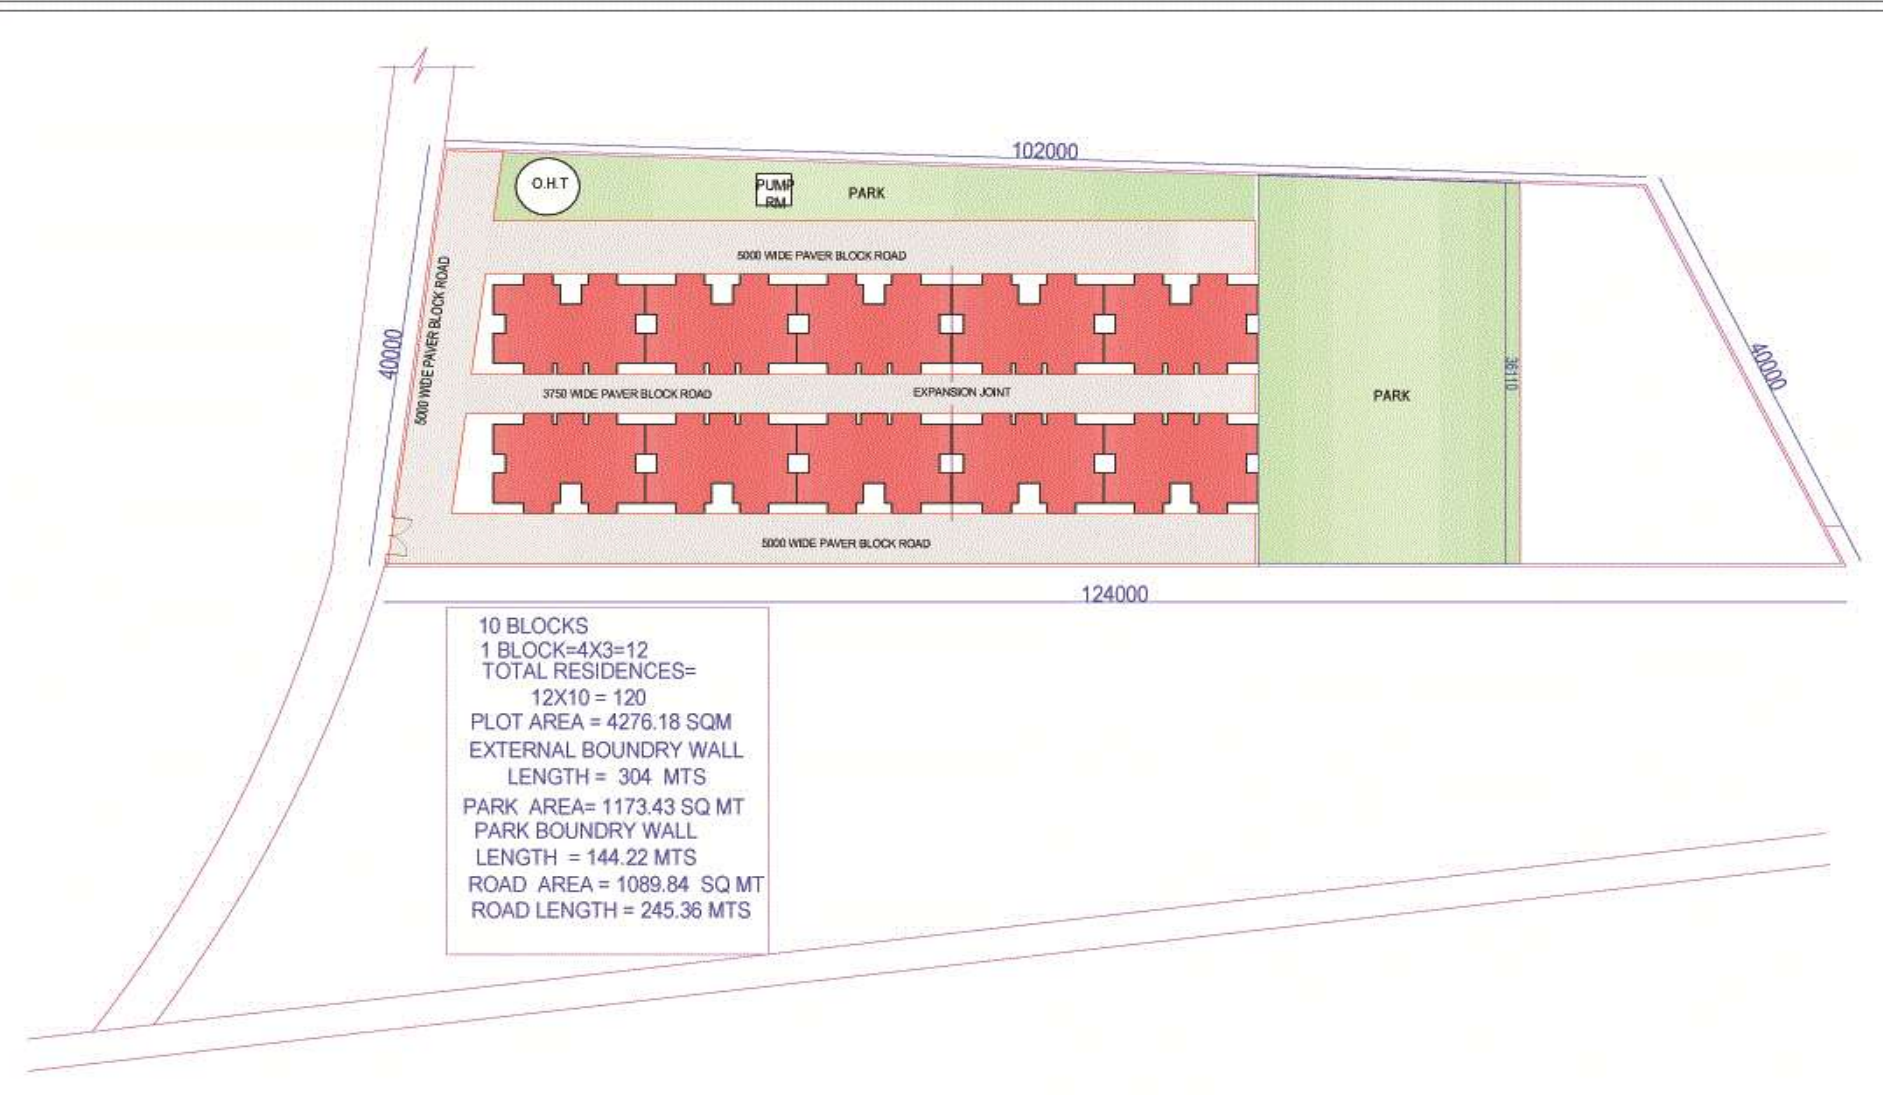 102000
O.H.T
PUMP
RM
PARK
5000 WIDE PAVER BLOCK ROAD
5000 WIDE PAVER BLOCK ROAD
40000
3750 WIDE PAVER BLOCK ROAD
EXPANSION JOINT
36110
PARK
40000
5000 WIDE PAVER BLOCK ROAD
124000
10 BLOCKS
1 BLOCK=4X3=12
TOTAL RESIDENCES=
12X10 = 120
PLOT AREA = 4276.18 SQM
EXTERNAL BOUNDRY WALL
LENGTH = 304 MTS
PARK AREA= 1173.43 SQ MT
PARK BOUNDRY WALL
LENGTH = 144.22 MTS
ROAD AREA = 1089.84 SQ MT
ROAD LENGTH = 245.36 MTS